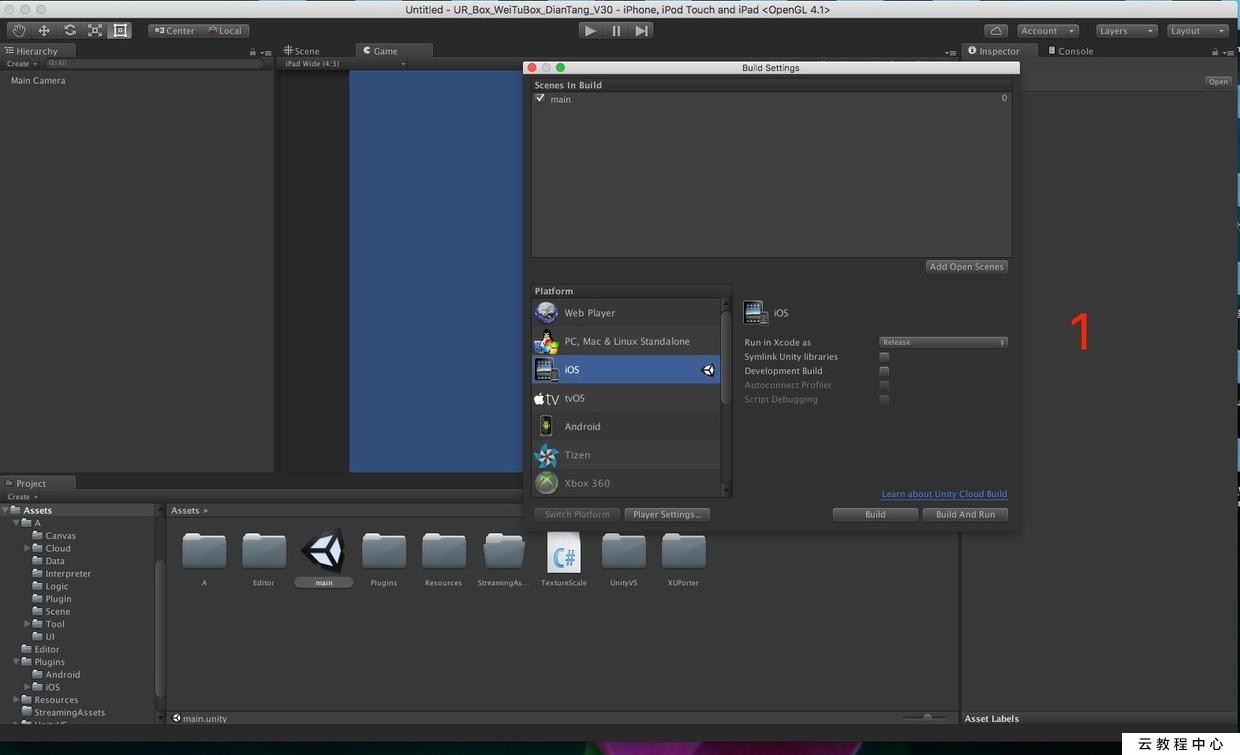 Untitled - UR_Box_WeiTuBox_DianTang_V30 - iPhone, iPod Touch and iPad <OpenGL 4.1>
Center Local Account Layers Layout
Hierarchy Scene Game Inspector Console
Create All iPad Wide (4:3)
Main Camera
Open
Build Settings
Scenes In Build
main 0
Add Open Scenes
Platform
Web Player
PC, Mac & Linux Standalone
iOS
tv tvOS
Android
Tizen
Xbox 360
iOS
Run in Xcode as Release
Symlink Unity libraries
Development Build
Autoconnect Profiler
Script Debugging
Learn about Unity Cloud Build
Switch Platform Player Settings... Build Build And Run
1
Project
Create
Assets
A
Canvas
Cloud
Data
Interpreter
Logic
Plugin
Scene
Tool
UI
Editor
Plugins
Android
iOS
Resources
StreamingAssets
Assets
C#
A Editor main Plugins Resources StreamingAs... TextureScale UnityVS XUPorter
main.unity
Asset Labels
云教程中心